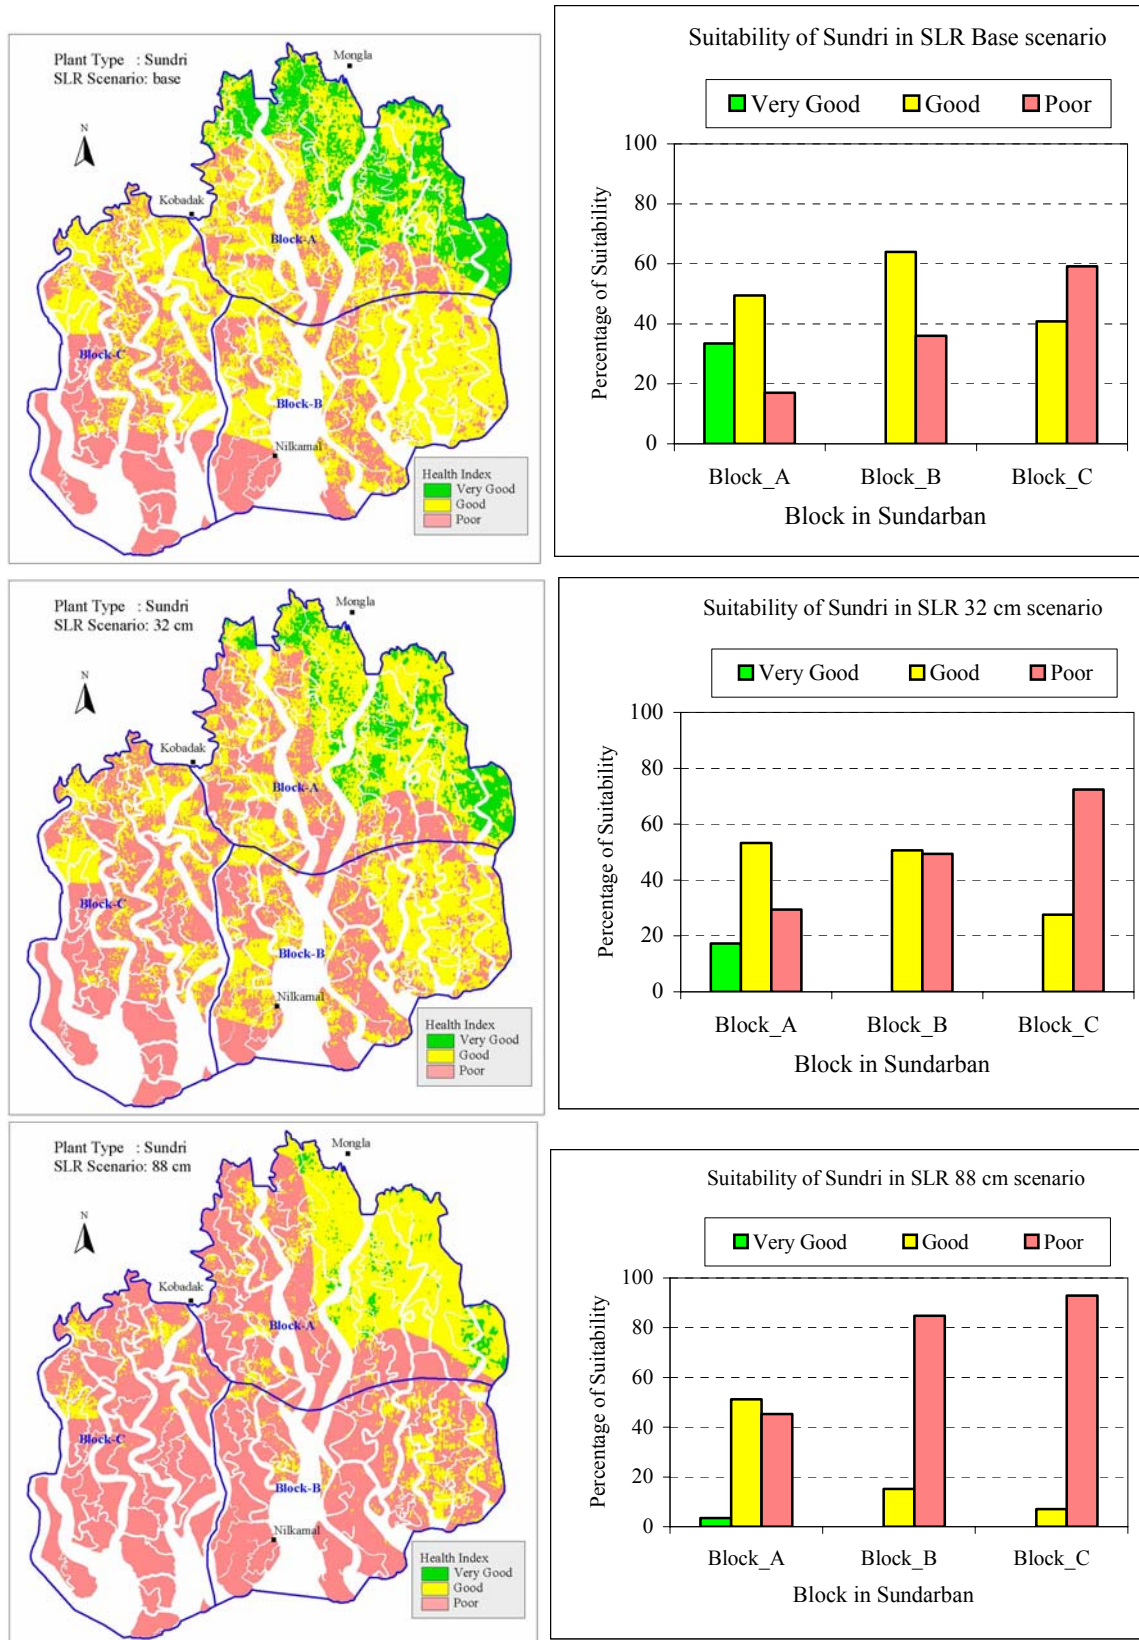 Plant Type : Sundri
SLR Scenario: base
Mongla
N
Kobadak
Block-A
Block-C
Block-B
Nilkamal
Health Index
Very Good
Good
Poor
Suitability of Sundri in SLR Base scenario
Very Good Good Poor
Percentage of Suitability
100
80
60
40
20
0
Block_A Block_B Block_C
Block in Sundarban
Plant Type : Sundri
SLR Scenario: 32 cm
Mongla
N
Kobadak
Block-A
Block-C
Block-B
Nilkamal
Health Index
Very Good
Good
Poor
Suitability of Sundri in SLR 32 cm scenario
Very Good Good Poor
Percentage of Suitability
100
80
60
40
20
0
Block_A Block_B Block_C
Block in Sundarban
Plant Type : Sundri
SLR Scenario: 88 cm
Mongla
N
Kobadak
Block-A
Block-C
Block-B
Nilkamal
Health Index
Very Good
Good
Poor
Suitability of Sundri in SLR 88 cm scenario
Very Good Good Poor
Percentage of Suitability
100
80
60
40
20
0
Block_A Block_B Block_C
Block in Sundarban